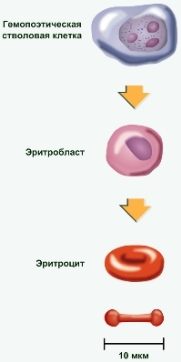 Гемопоэтическая
стволовая клетка
Эритробласт
Эритроцит
10 мкм